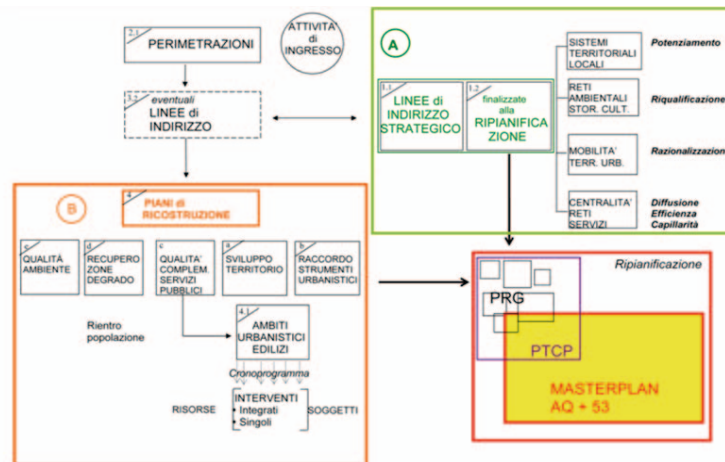 2.1
PERIMETRAZIONI
ATTIVITA'
di
INGRESSO
3.2
eventuali
LINEE di
INDIRIZZO
A
1.1
LINEE di
INDIRIZZO
STRATEGICO
1.2
finalizzate
alla
RIPIANIFICA
ZIONE
SISTEMI
TERRITORIALI
LOCALI
Potenziamento
RETI
AMBIENTALI
STOR. CULT.
Riqualificazione
MOBILITA'
TERR. URB.
Razionalizzazione
CENTRALITA'
RETI
SERVIZI
Diffusione
Efficienza
Capillarità
B
4.
PIANI di
RICOSTRUZIONE
e
QUALITÀ
AMBIENTE
d
RECUPERO
ZONE
DEGRADO
c
QUALITA'
COMPLEM.
SERVIZI
PUBBLICI
a
SVILUPPO
TERRITORIO
b
RACCORDO
STRUMENTI
URBANISTICI
Rientro
popolazione
4.1
AMBITI
URBANISTICI
EDILIZI
Cronoprogramma
RISORSE
INTERVENTI
• Integrati
• Singoli
SOGGETTI
Ripianificazione
PRG
PTCP
MASTERPLAN
AQ + 53